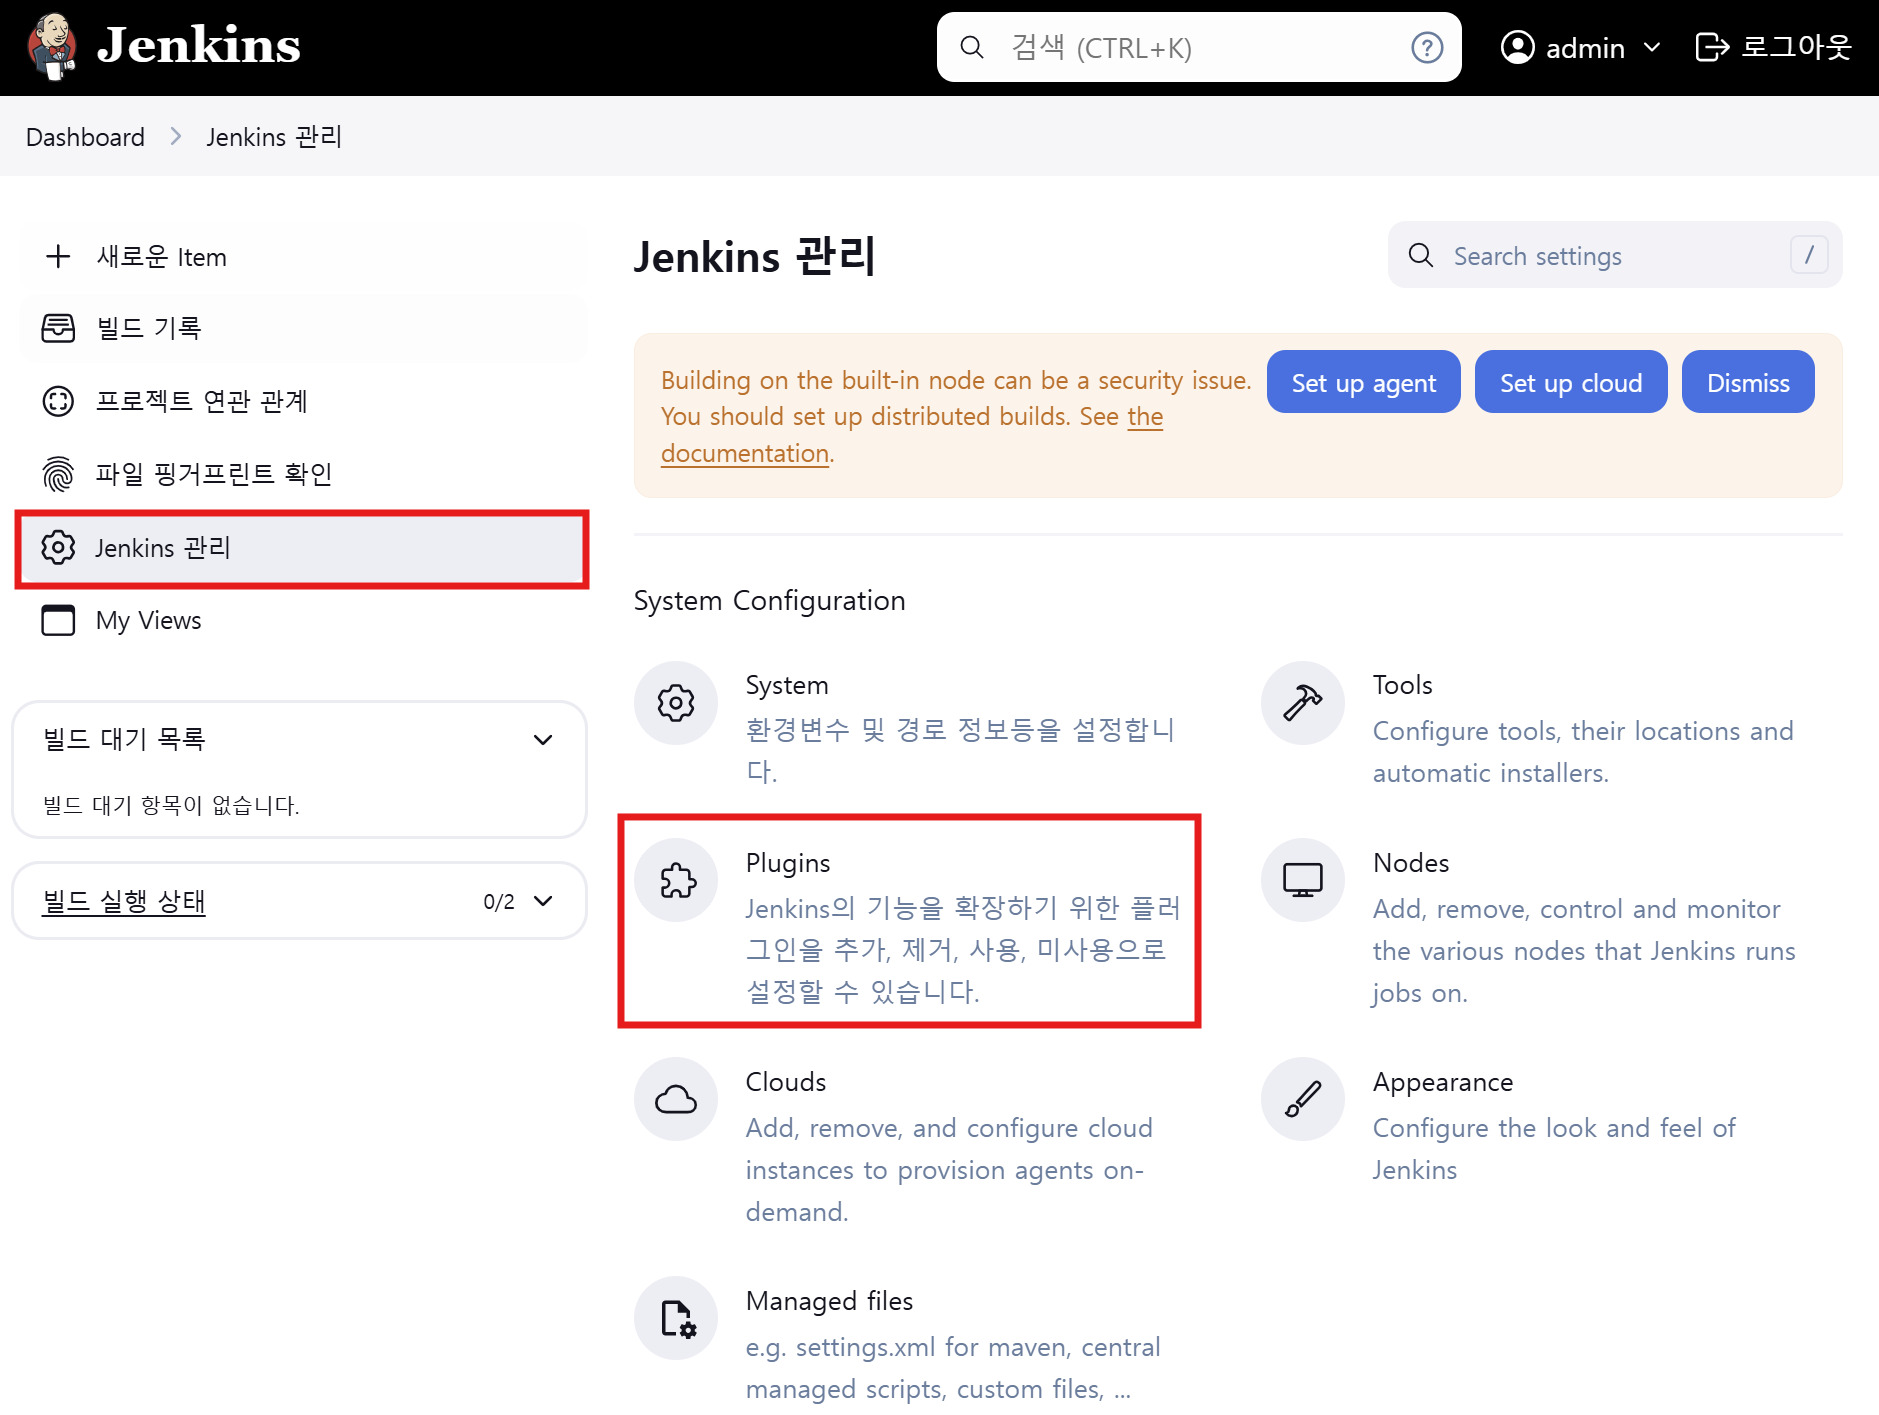 Jenkins
검색 (CTRL+K)
?
admin
로그아웃
Dashboard
Jenkins 관리
새로운 Item
빌드 기록
프로젝트 연관 관계
파일 핑거프린트 확인
Jenkins 관리
My Views
빌드 대기 목록
빌드 대기 항목이 없습니다.
빌드 실행 상태
0/2
Jenkins 관리
Search settings
/
Building on the built-in node can be a security issue.
You should set up distributed builds. See the
documentation.
Set up agent
Set up cloud
Dismiss
System Configuration
System
환경변수 및 경로 정보등을 설정합니
다.
Tools
Configure tools, their locations and
automatic installers.
Plugins
Jenkins의 기능을 확장하기 위한 플러
그인을 추가, 제거, 사용, 미사용으로
설정할 수 있습니다.
Nodes
Add, remove, control and monitor
the various nodes that Jenkins runs
jobs on.
Clouds
Add, remove, and configure cloud
instances to provision agents on-
demand.
Appearance
Configure the look and feel of
Jenkins
Managed files
e.g. settings.xml for maven, central
managed scripts, custom files, ...